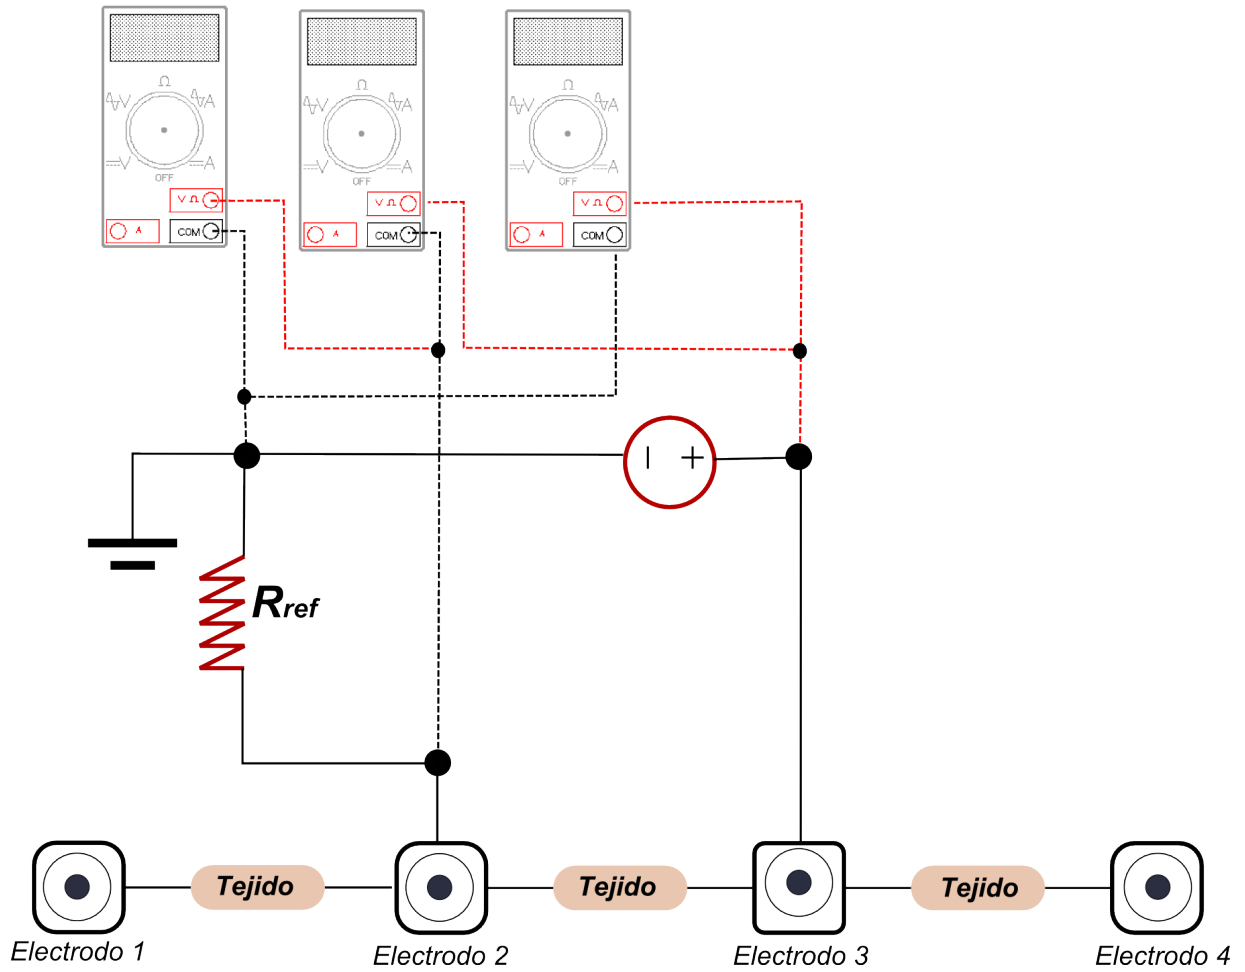 Ω Ω Ω
V A V A V A
V A V A V A
OFF OFF OFF
V Ω V Ω V Ω
A COM A COM A COM
− +
Rref
Tejido Tejido Tejido
Electrodo 1 Electrodo 2 Electrodo 3 Electrodo 4